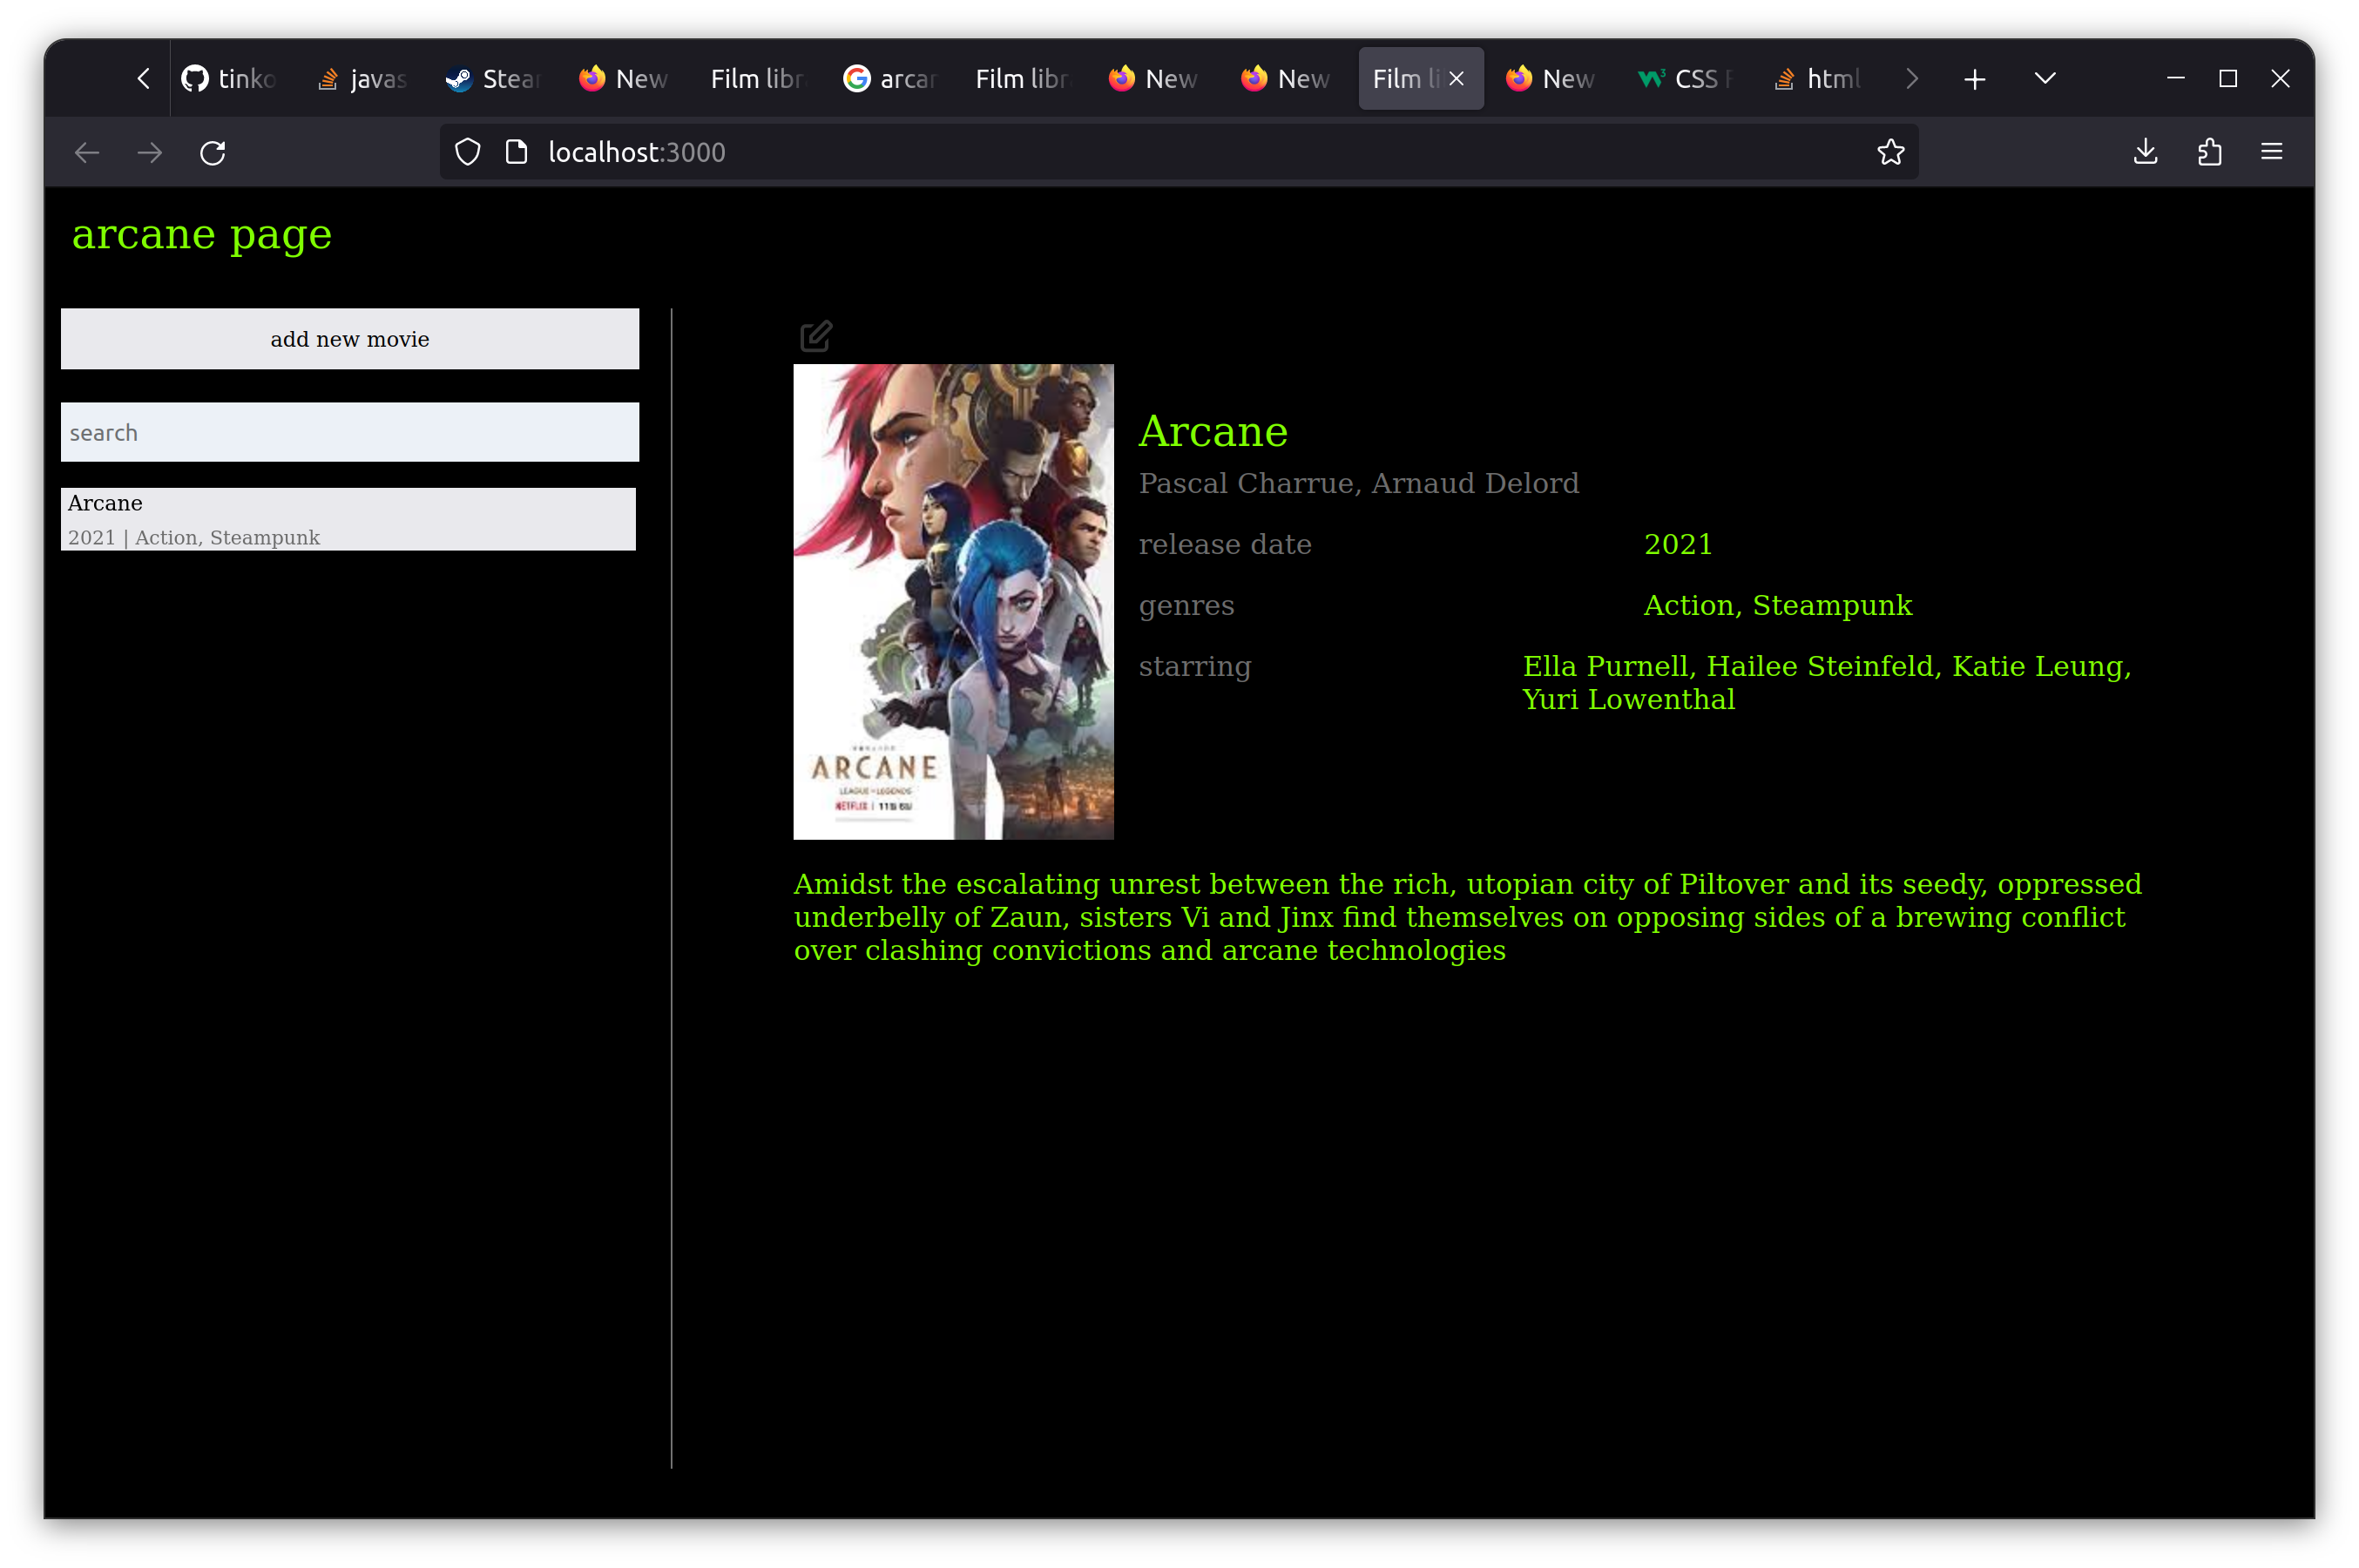 tinko
javas
Stear
New
Film libr
arcar
Film libr
New
New
Film li
New
CSS
html
localhost:3000
arcane page
add new movie
search
Arcane
2021 | Action, Steampunk
Arcane
Pascal Charrue, Arnaud Delord
release date 2021
genres Action, Steampunk
starring Ella Purnell, Hailee Steinfeld, Katie Leung,
Yuri Lowenthal
ARCANE
LEAGUE OF LEGENDS
NETFLIX
Amidst the escalating unrest between the rich, utopian city of Piltover and its seedy, oppressed
underbelly of Zaun, sisters Vi and Jinx find themselves on opposing sides of a brewing conflict
over clashing convictions and arcane technologies